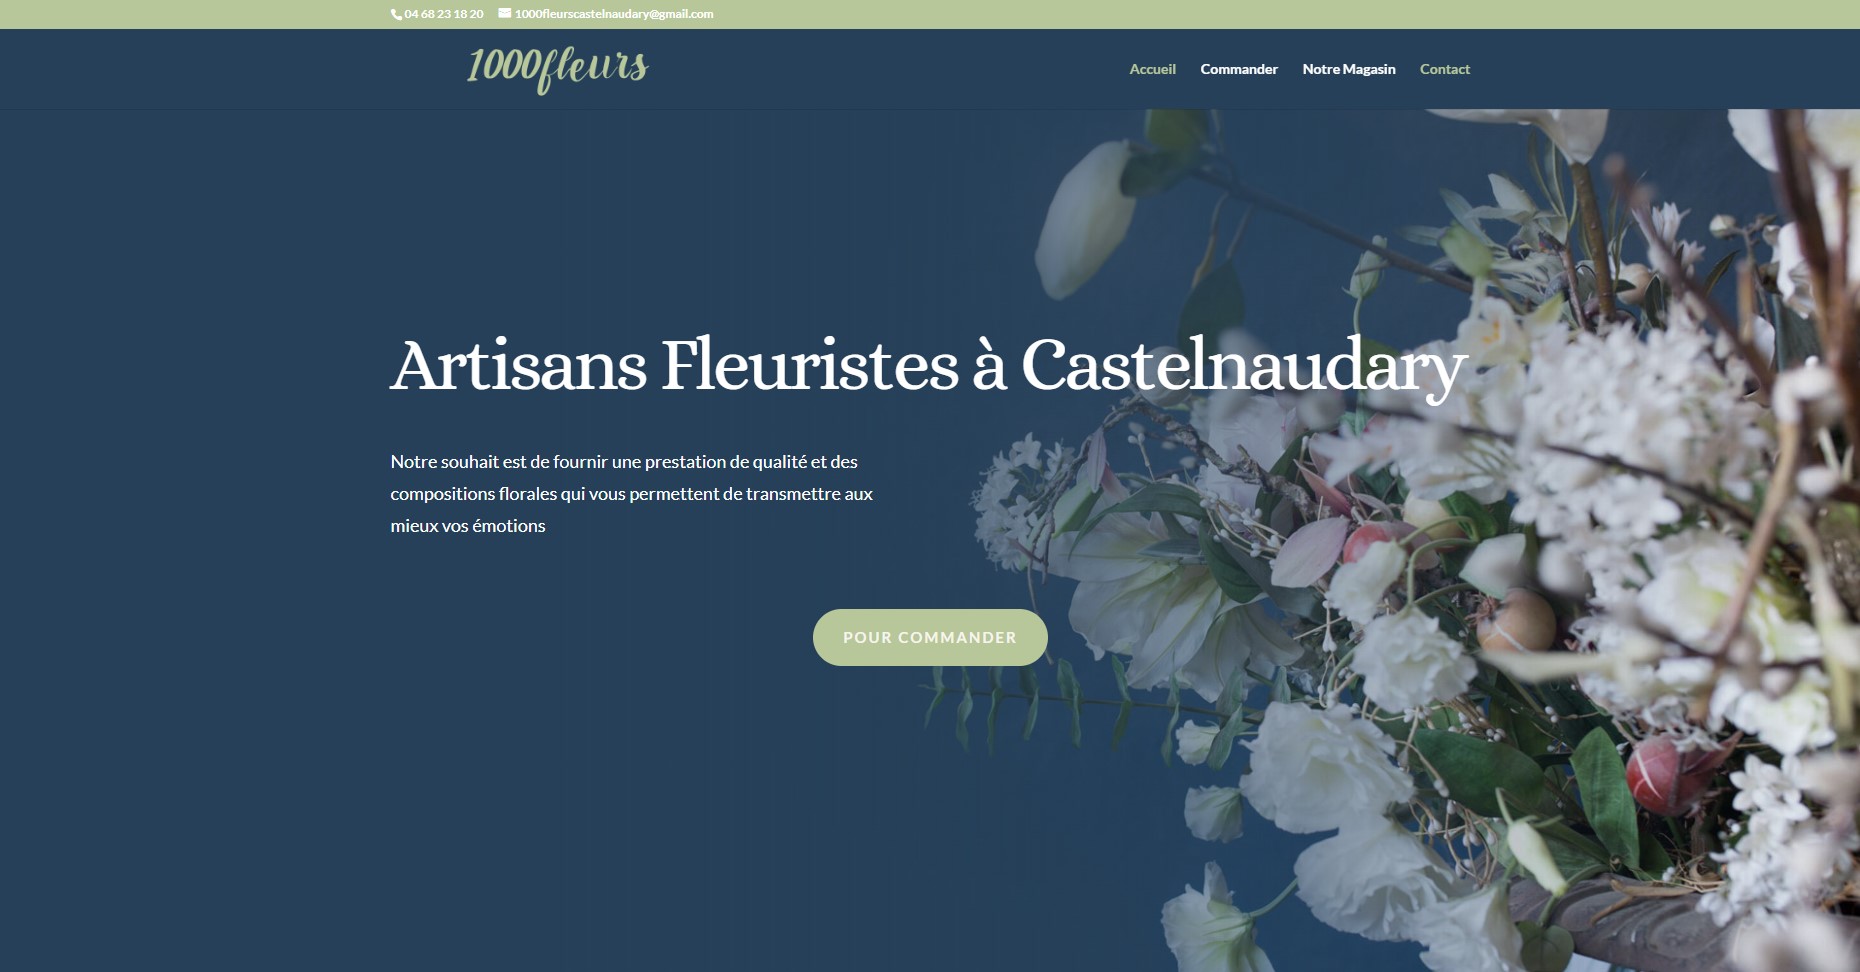 04 68 23 18 20 1000fleurscastelnaudary@gmail.com
1000fleurs
Accueil Commander Notre Magasin Contact
Artisans Fleuristes à Castelnaudary
Notre souhait est de fournir une prestation de qualité et des
compositions florales qui vous permettent de transmettre aux
mieux vos émotions
POUR COMMANDER